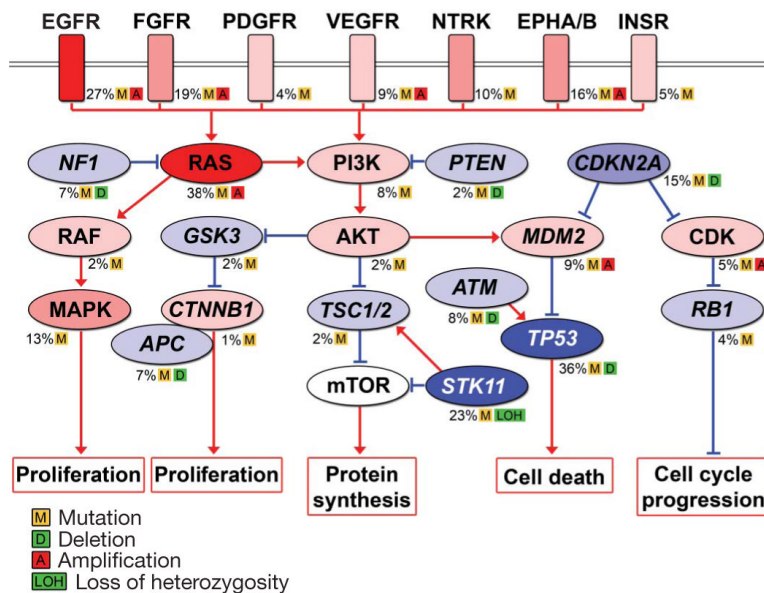 EGFR FGFR PDGFR VEGFR NTRK EPHA/B INSR
27% M A 19% M A 4% M 9% M A 10% M 16% M A 5% M
NF1 RAS PI3K PTEN CDKN2A
7% M D 38% M A 8% M 2% M D 15% M D
RAF GSK3 AKT MDM2 CDK
2% M 2% M 2% M 9% M A 5% M A
MAPK CTNNB1 TSC1/2 ATM RB1
13% M 1% M 2% M 8% M D 4% M
APC TP53
7% M D 36% M D
mTOR STK11
23% M LOH
Proliferation Proliferation Protein Cell death Cell cycle
synthesis progression
M Mutation
D Deletion
A Amplification
LOH Loss of heterozygosity